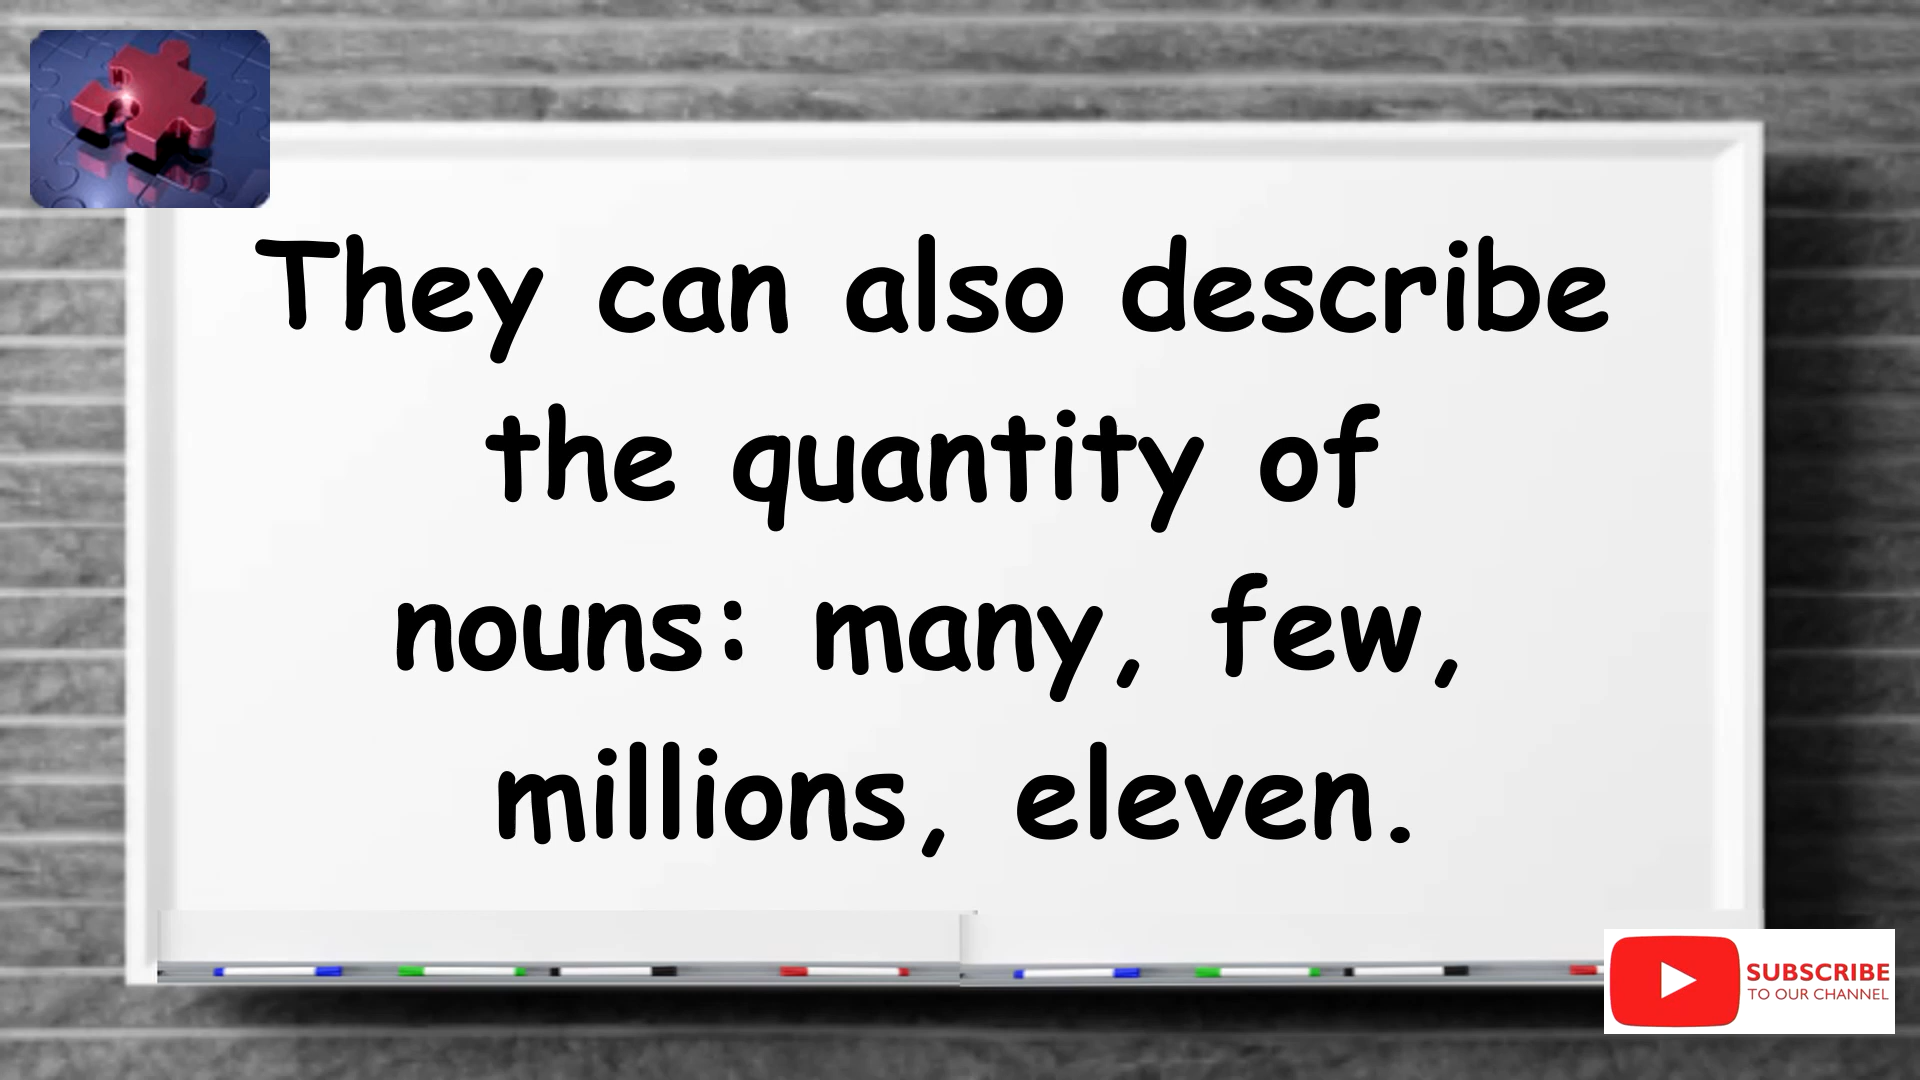 They can also describe
the quantity of
nouns: many, few,
millions, eleven.
SUBSCRIBE
TO OUR CHANNEL